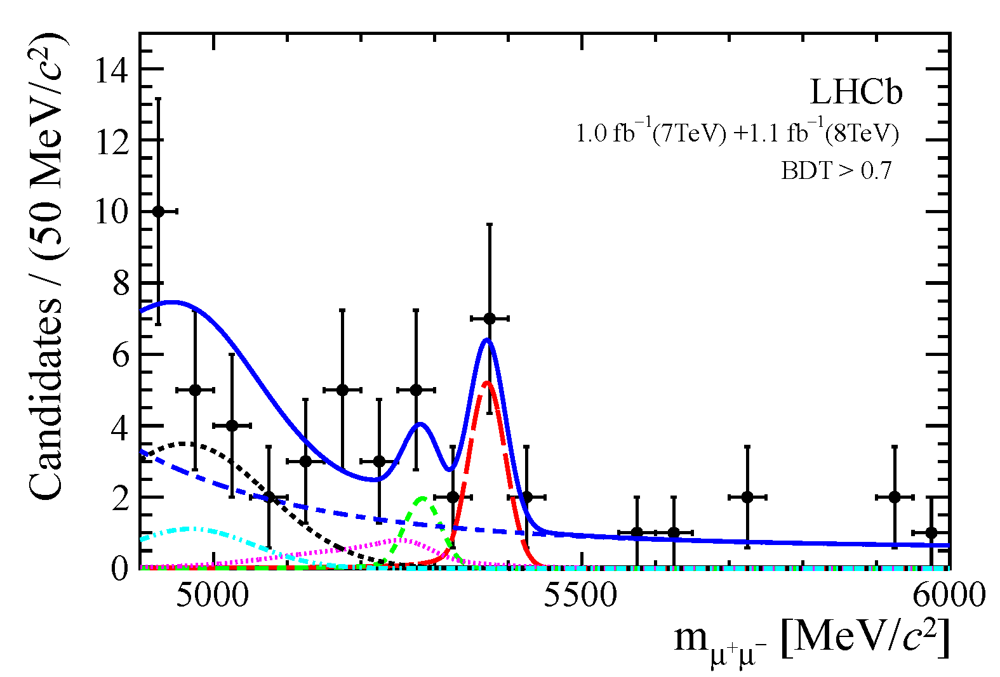 Candidates / (50 MeV/c²)
14
12
10
8
6
4
2
0
LHCb
1.0 fb⁻¹(7TeV) +1.1 fb⁻¹(8TeV)
BDT > 0.7
5000 5500 6000
m_μ⁺μ⁻ [MeV/c²]